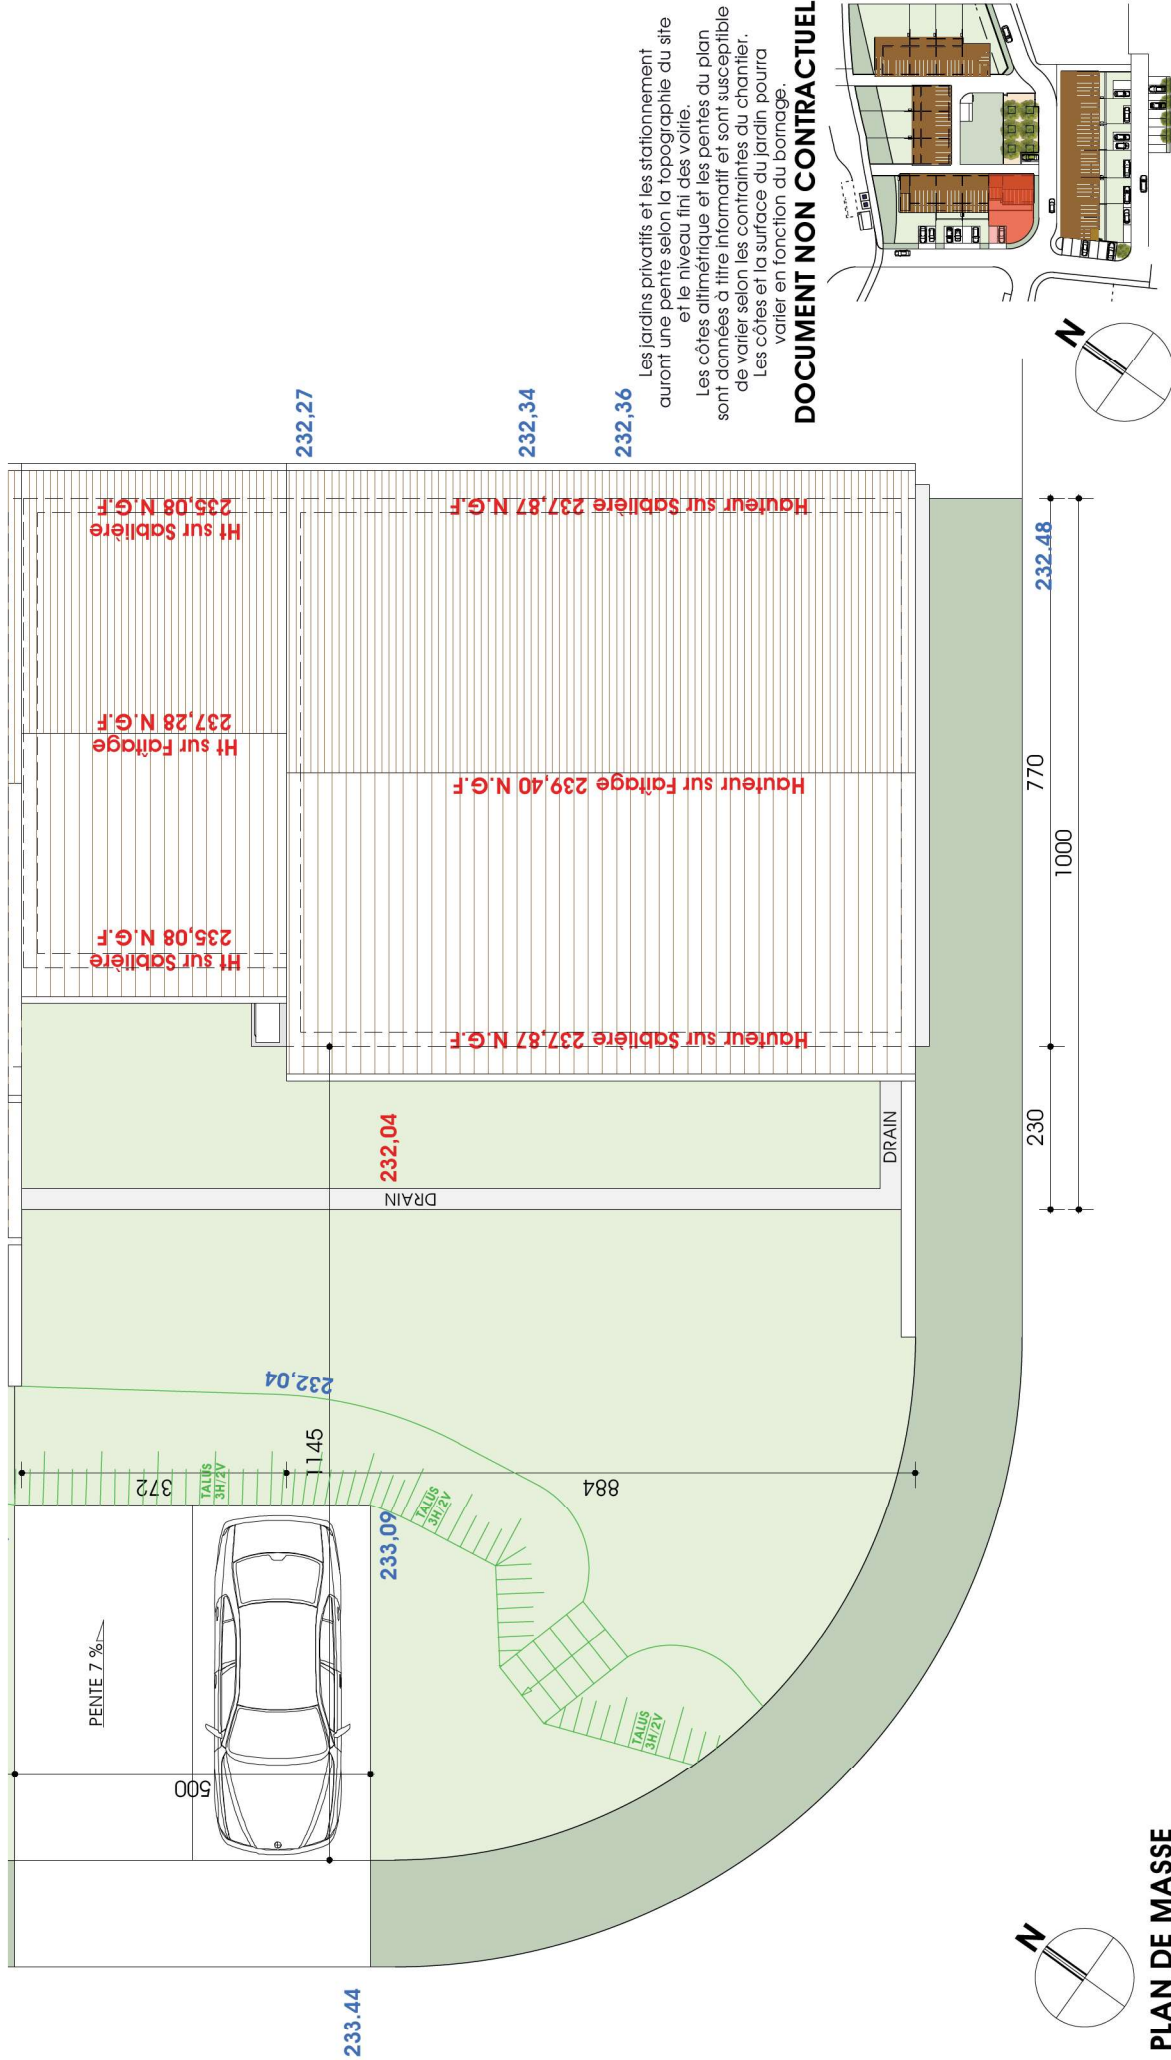 Les jardins privatifs et les stationnement
auront une pente selon la topographie du site
et le niveau fini des voirie.
Les côtes altimétrique et les pentes du plan
sont données à titre informatif et sont susceptible
de varier selon les contraintes du chantier.
Les côtes et la surface du jardin pourra
varier en fonction du bornage.
DOCUMENT NON CONTRACTUEL
N
232,27
232,34
232,36
232.48
Ht sur Sablière
235,08 N.G.F
Hauteur sur Sablière 237,87 N.G.F
Ht sur Faîtage
237,28 N.G.F
Hauteur sur Faîtage 239,40 N.G.F
Ht sur Sablière
235,08 N.G.F
Hauteur sur Sablière 237,87 N.G.F
770
1000
230
232,04
DRAIN
DRAIN
232,04
1145
372
884
TALUS
3H/2V
TALUS
3H/2V
TALUS
3H/2V
233,09
PENTE 7 %
500
233.44
N
PLAN DE MASSE